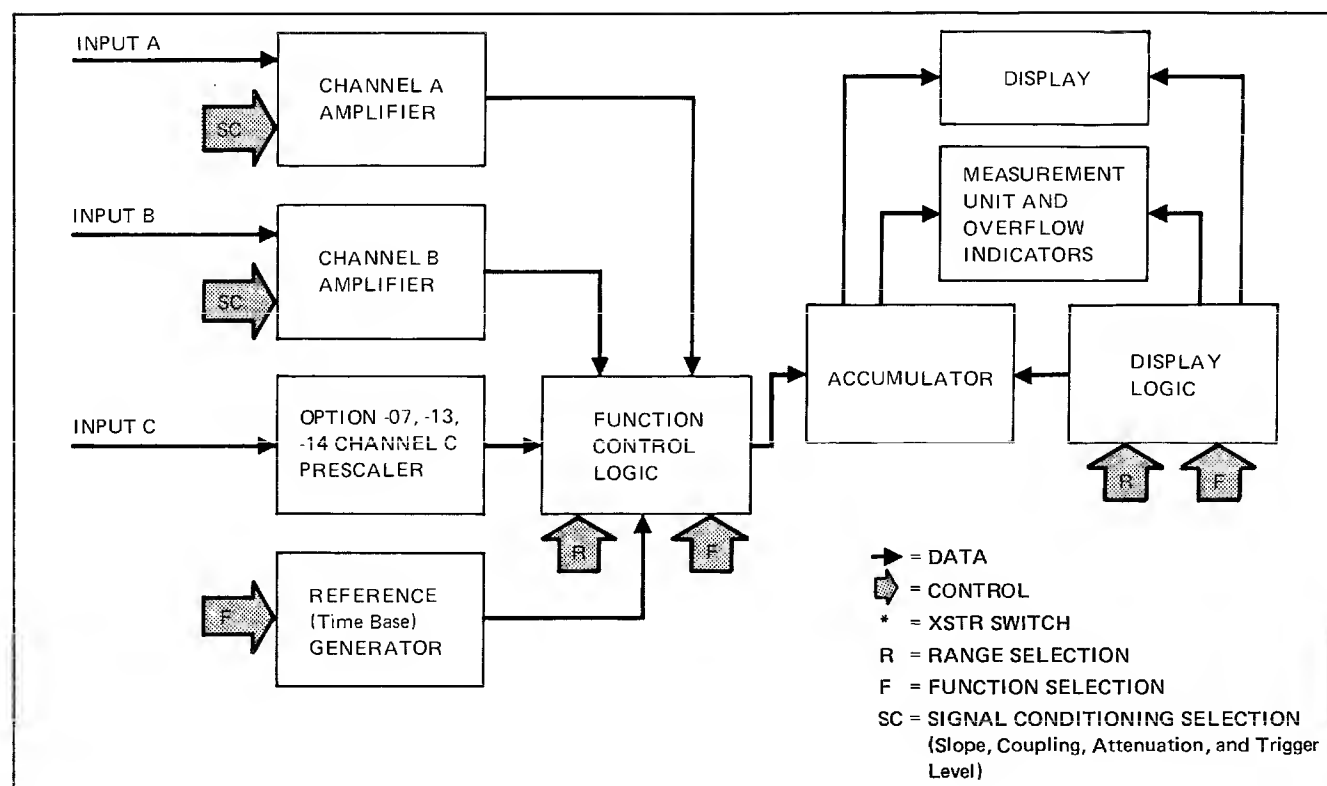 INPUT A
CHANNEL A
AMPLIFIER
SC
INPUT B
CHANNEL B
AMPLIFIER
SC
INPUT C
OPTION -07, -13,
-14 CHANNEL C
PRESCALER
FUNCTION
CONTROL
LOGIC
R
F
F
REFERENCE
(Time Base)
GENERATOR
DISPLAY
MEASUREMENT
UNIT AND
OVERFLOW
INDICATORS
ACCUMULATOR
DISPLAY
LOGIC
R
F
= DATA
= CONTROL
* = XSTR SWITCH
R = RANGE SELECTION
F = FUNCTION SELECTION
SC = SIGNAL CONDITIONING SELECTION
(Slope, Coupling, Attenuation, and Trigger
Level)